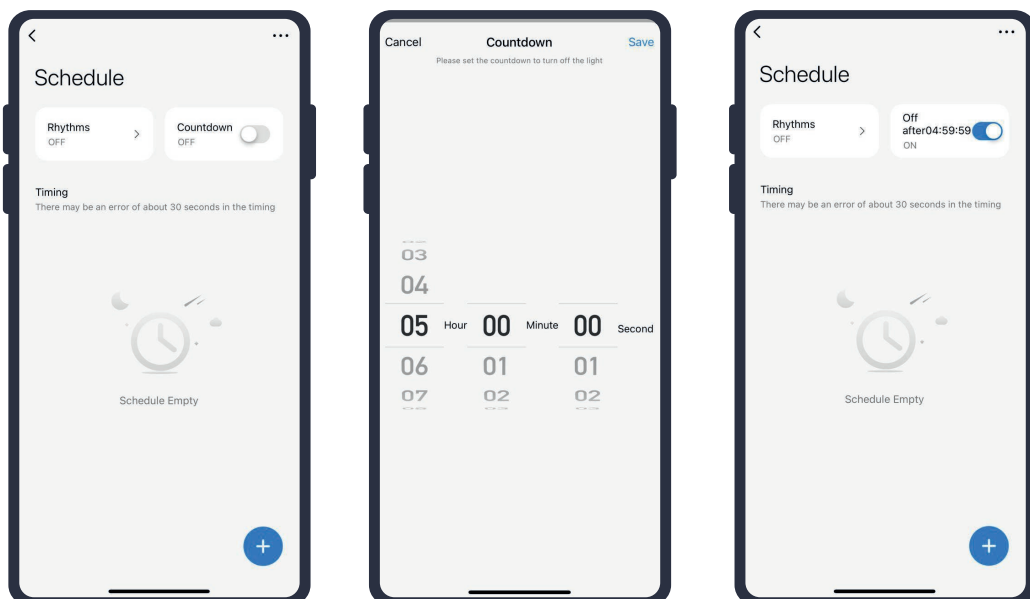 Schedule
Rhythms
OFF
Countdown
OFF
Timing
There may be an error of about 30 seconds in the timing
Schedule Empty
Cancel
Countdown
Save
Please set the countdown to turn off the light
03
04
05 Hour 00 Minute 00 Second
06 01 01
07 02 02
Schedule
Rhythms
OFF
Off
after04:59:59
ON
Timing
There may be an error of about 30 seconds in the timing
Schedule Empty